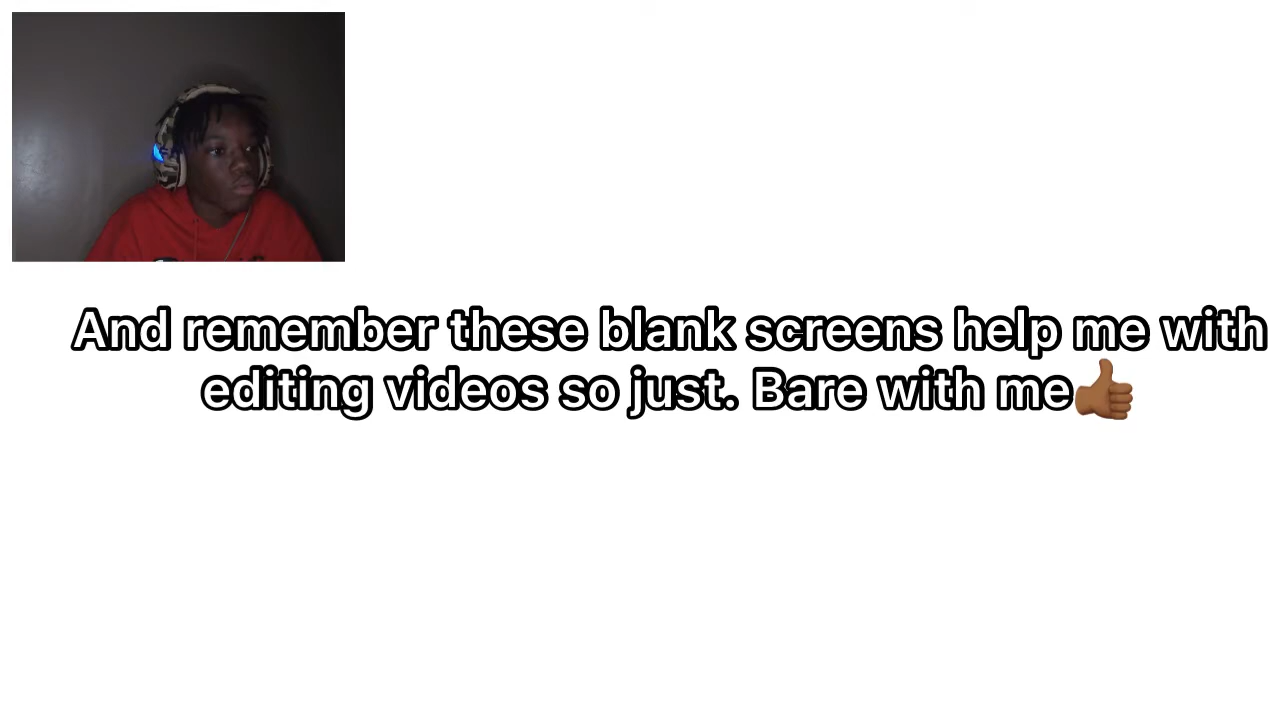 And remember these blank screens help me with
editing videos so just. Bare with me👍🏾